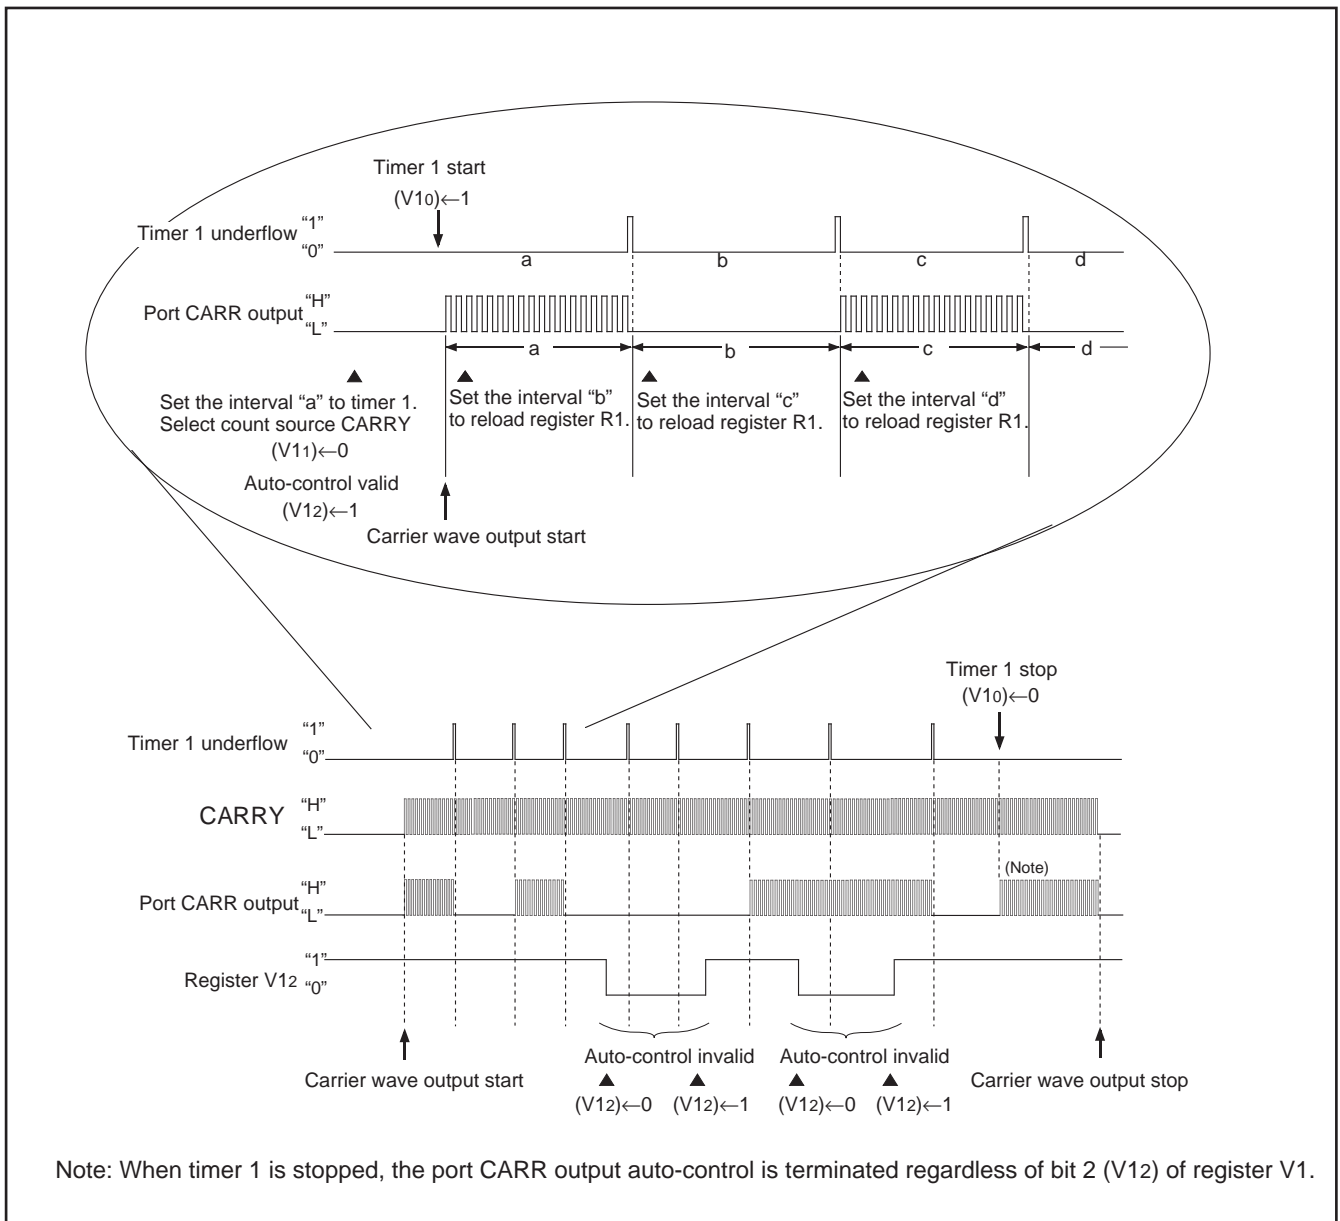 Timer 1 start
(V10)←1
Timer 1 underflow
“1”
“0”
a b c d
Port CARR output
“H”
“L”
a b c d
Set the interval “a” to timer 1.
Select count source CARRY
(V11)←0
Auto-control valid
(V12)←1
Set the interval “b”
to reload register R1.
Set the interval “c”
to reload register R1.
Set the interval “d”
to reload register R1.
Carrier wave output start
Timer 1 stop
(V10)←0
Timer 1 underflow
“1”
“0”
CARRY
“H”
“L”
Port CARR output
“H”
“L”
(Note)
Register V12
“1”
“0”
Auto-control invalid
Auto-control invalid
Carrier wave output start
(V12)←0 (V12)←1
(V12)←0 (V12)←1
Carrier wave output stop
Note: When timer 1 is stopped, the port CARR output auto-control is terminated regardless of bit 2 (V12) of register V1.